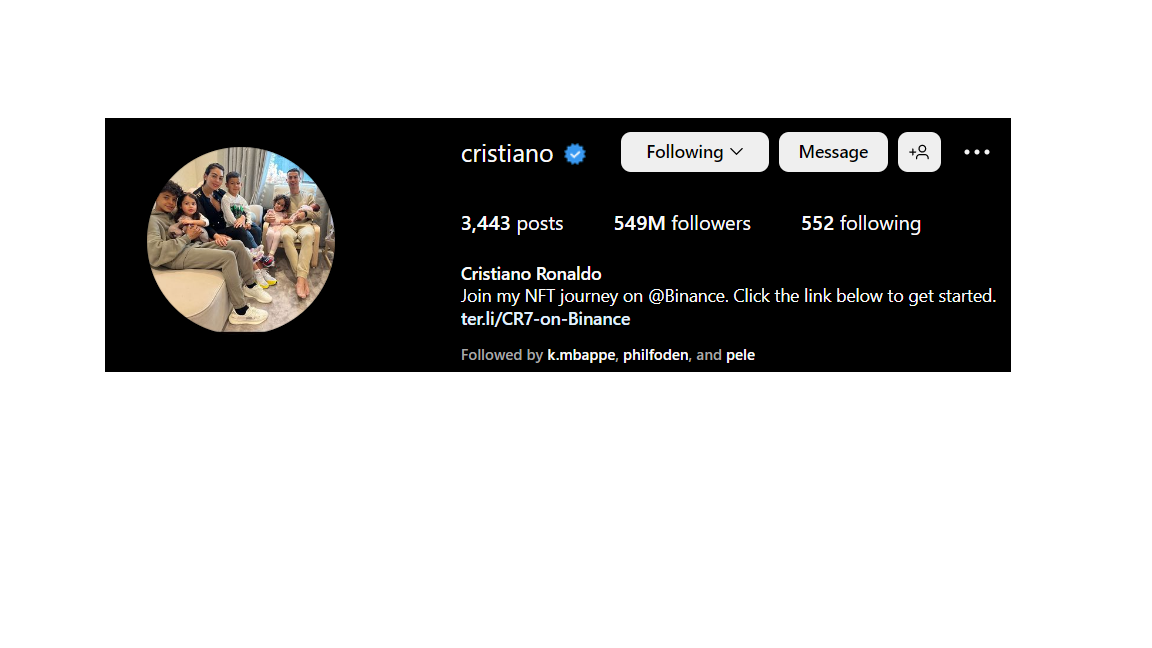 cristiano Following Message
3,443 posts 549M followers 552 following
Cristiano Ronaldo
Join my NFT journey on @Binance. Click the link below to get started.
ter.li/CR7-on-Binance
Followed by k.mbappe, philfoden, and pele